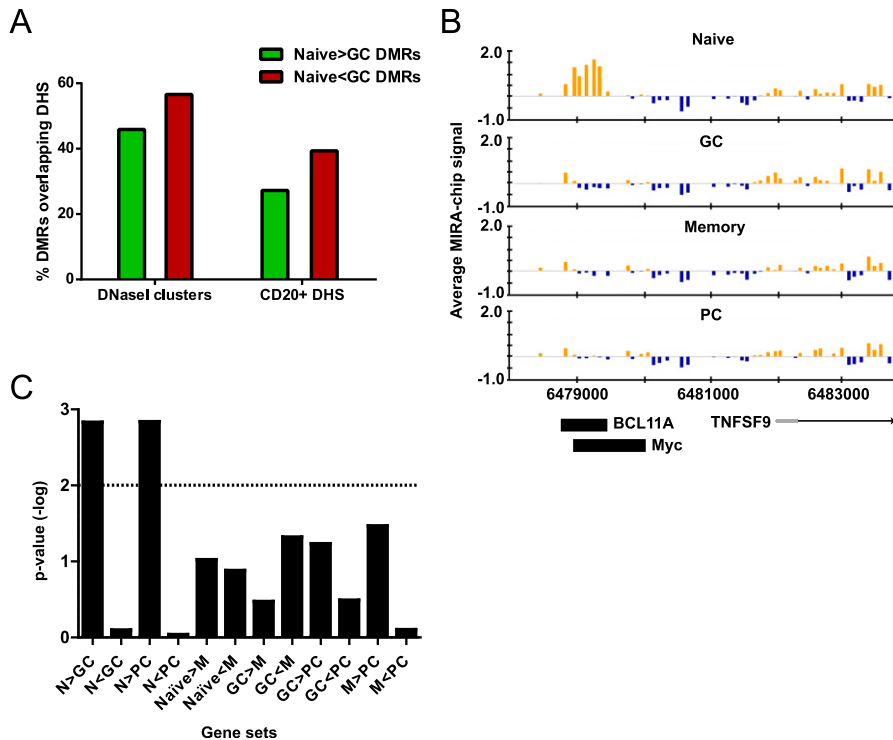 A
Naive>GC DMRs
Naive<GC DMRs
% DMRs overlapping DHS
60
40
20
0
DNaseI clusters
CD20+ DHS
B
Average MIRA-chip signal
Naive
2.0
-1.0
GC
2.0
-1.0
Memory
2.0
-1.0
PC
2.0
-1.0
6479000
6481000
6483000
BCL11A
TNFSF9
Myc
C
p-value (-log)
3
2
1
0
N>GC
N<GC
N>PC
N<PC
Naïve>M
Naïve<M
GC>M
GC<M
GC>PC
GC<PC
M>PC
M<PC
Gene sets